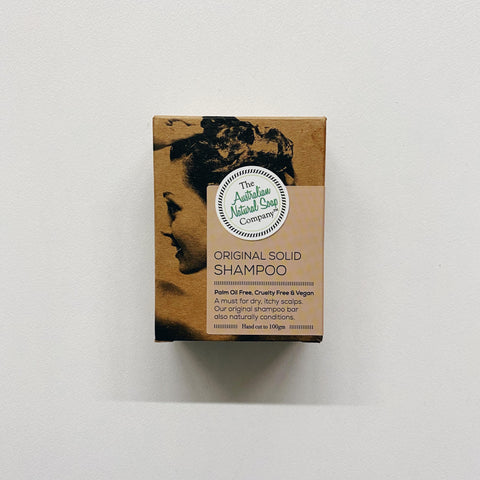 The
Australian
Natural Soap
Company™
ORIGINAL SOLID
SHAMPOO
Palm Oil Free, Cruelty Free & Vegan
A must for dry, itchy scalps.
Our original shampoo bar
also naturally conditions.
Hand cut to 100gm